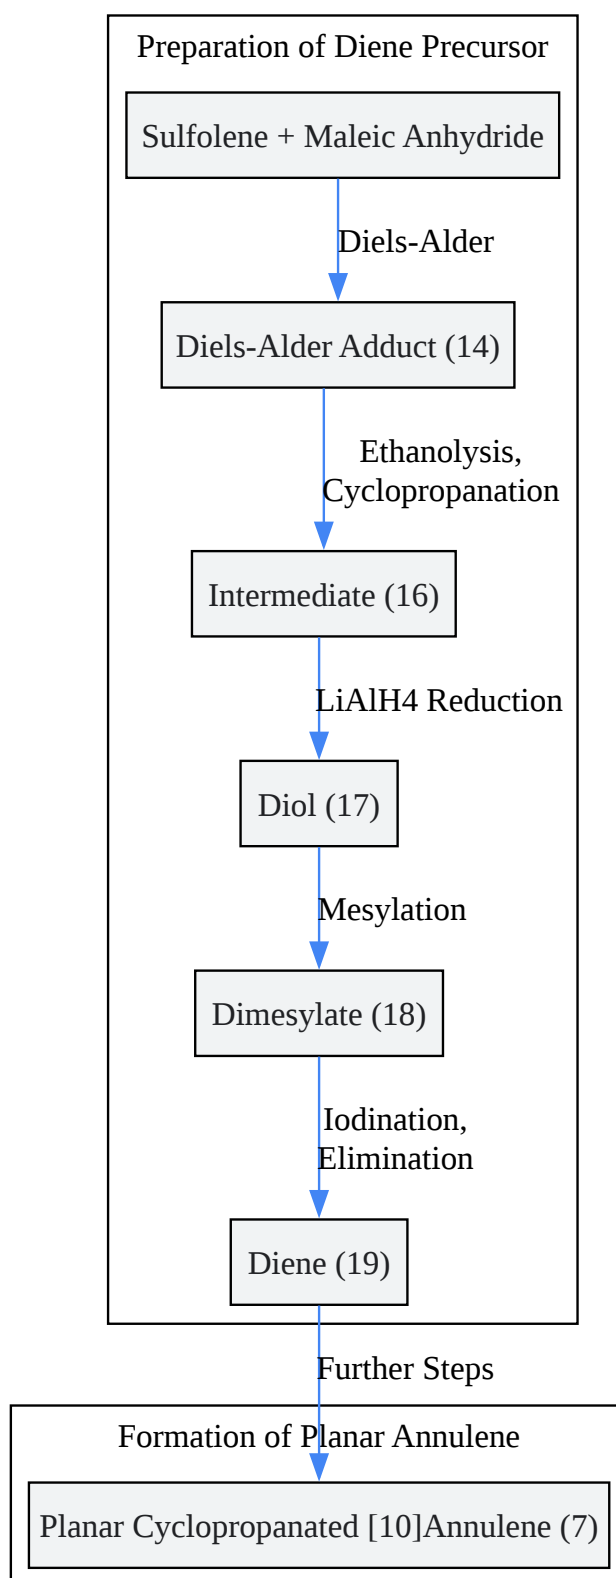 Preparation of Diene Precursor
Sulfolene + Maleic Anhydride
Diels-Alder
Diels-Alder Adduct (14)
Ethanolysis,
Cyclopropanation
Intermediate (16)
LiAlH4 Reduction
Diol (17)
Mesylation
Dimesylate (18)
Iodination,
Elimination
Diene (19)
Further Steps
Formation of Planar Annulene
Planar Cyclopropanated [10]Annulene (7)